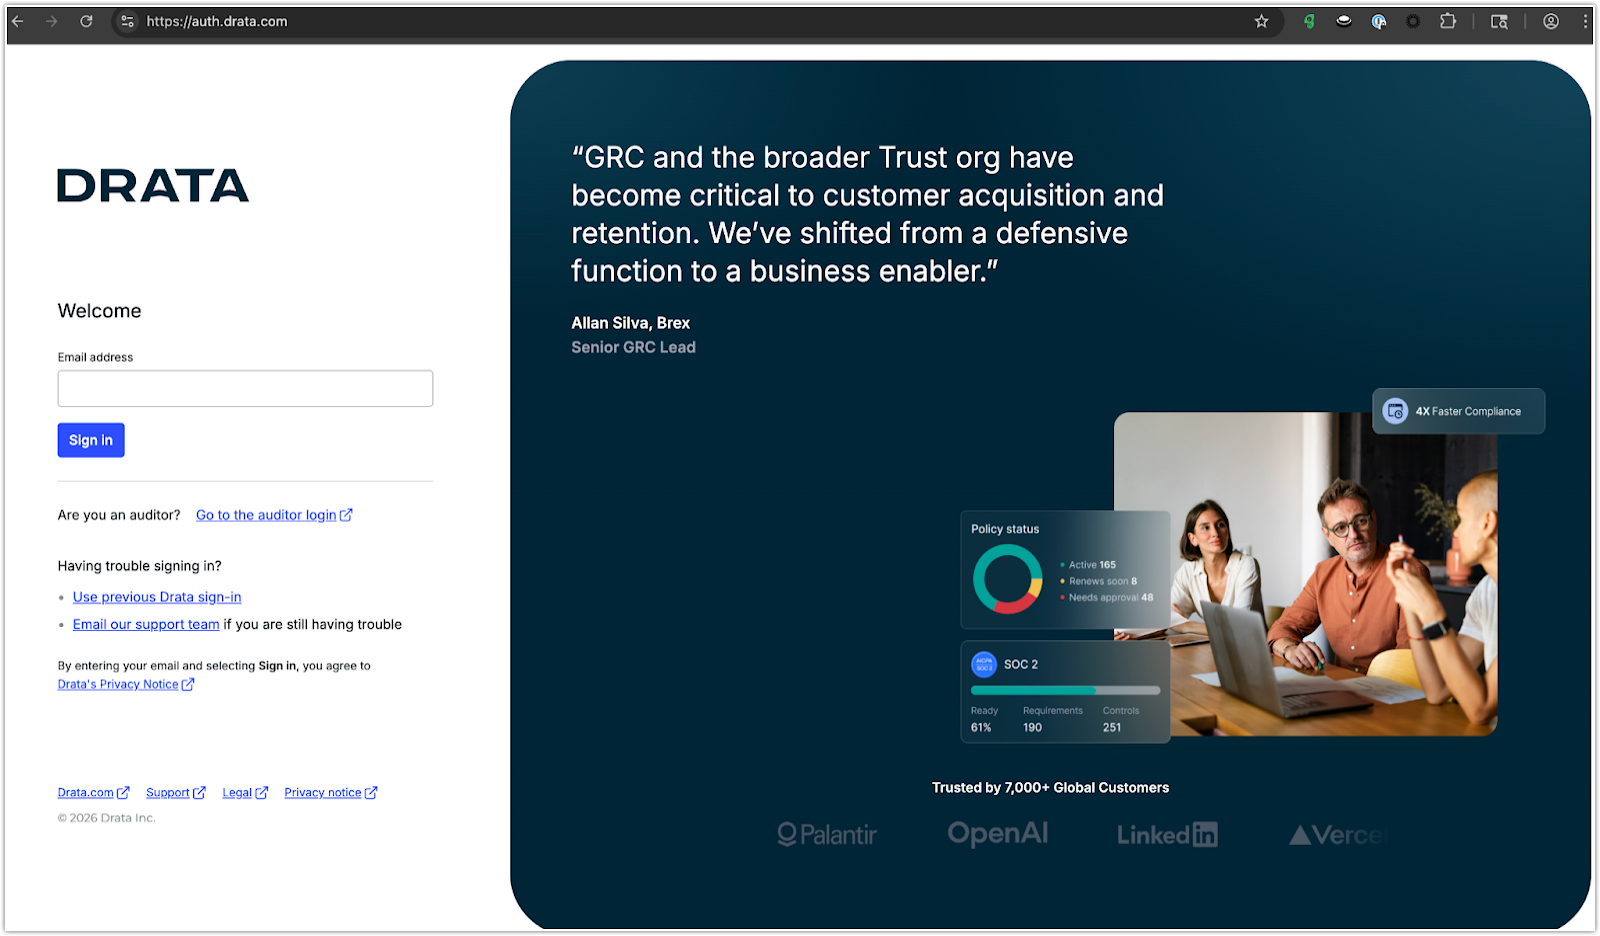 https://auth.drata.com
DRATA
Welcome
Email address
Sign in
Are you an auditor? Go to the auditor login
Having trouble signing in?
• Use previous Drata sign-in
• Email our support team if you are still having trouble
By entering your email and selecting Sign in, you agree to
Drata's Privacy Notice
Drata.com Support Legal Privacy notice
© 2026 Drata Inc.
“GRC and the broader Trust org have
become critical to customer acquisition and
retention. We’ve shifted from a defensive
function to a business enabler.”
Allan Silva, Brex
Senior GRC Lead
4X Faster Compliance
Policy status
• Active 165
• Renews soon 8
• Needs approval 48
AICPA
SOC 2
SOC 2
Ready Requirements Controls
61% 190 251
Trusted by 7,000+ Global Customers
Palantir OpenAI Linkedin Vercel